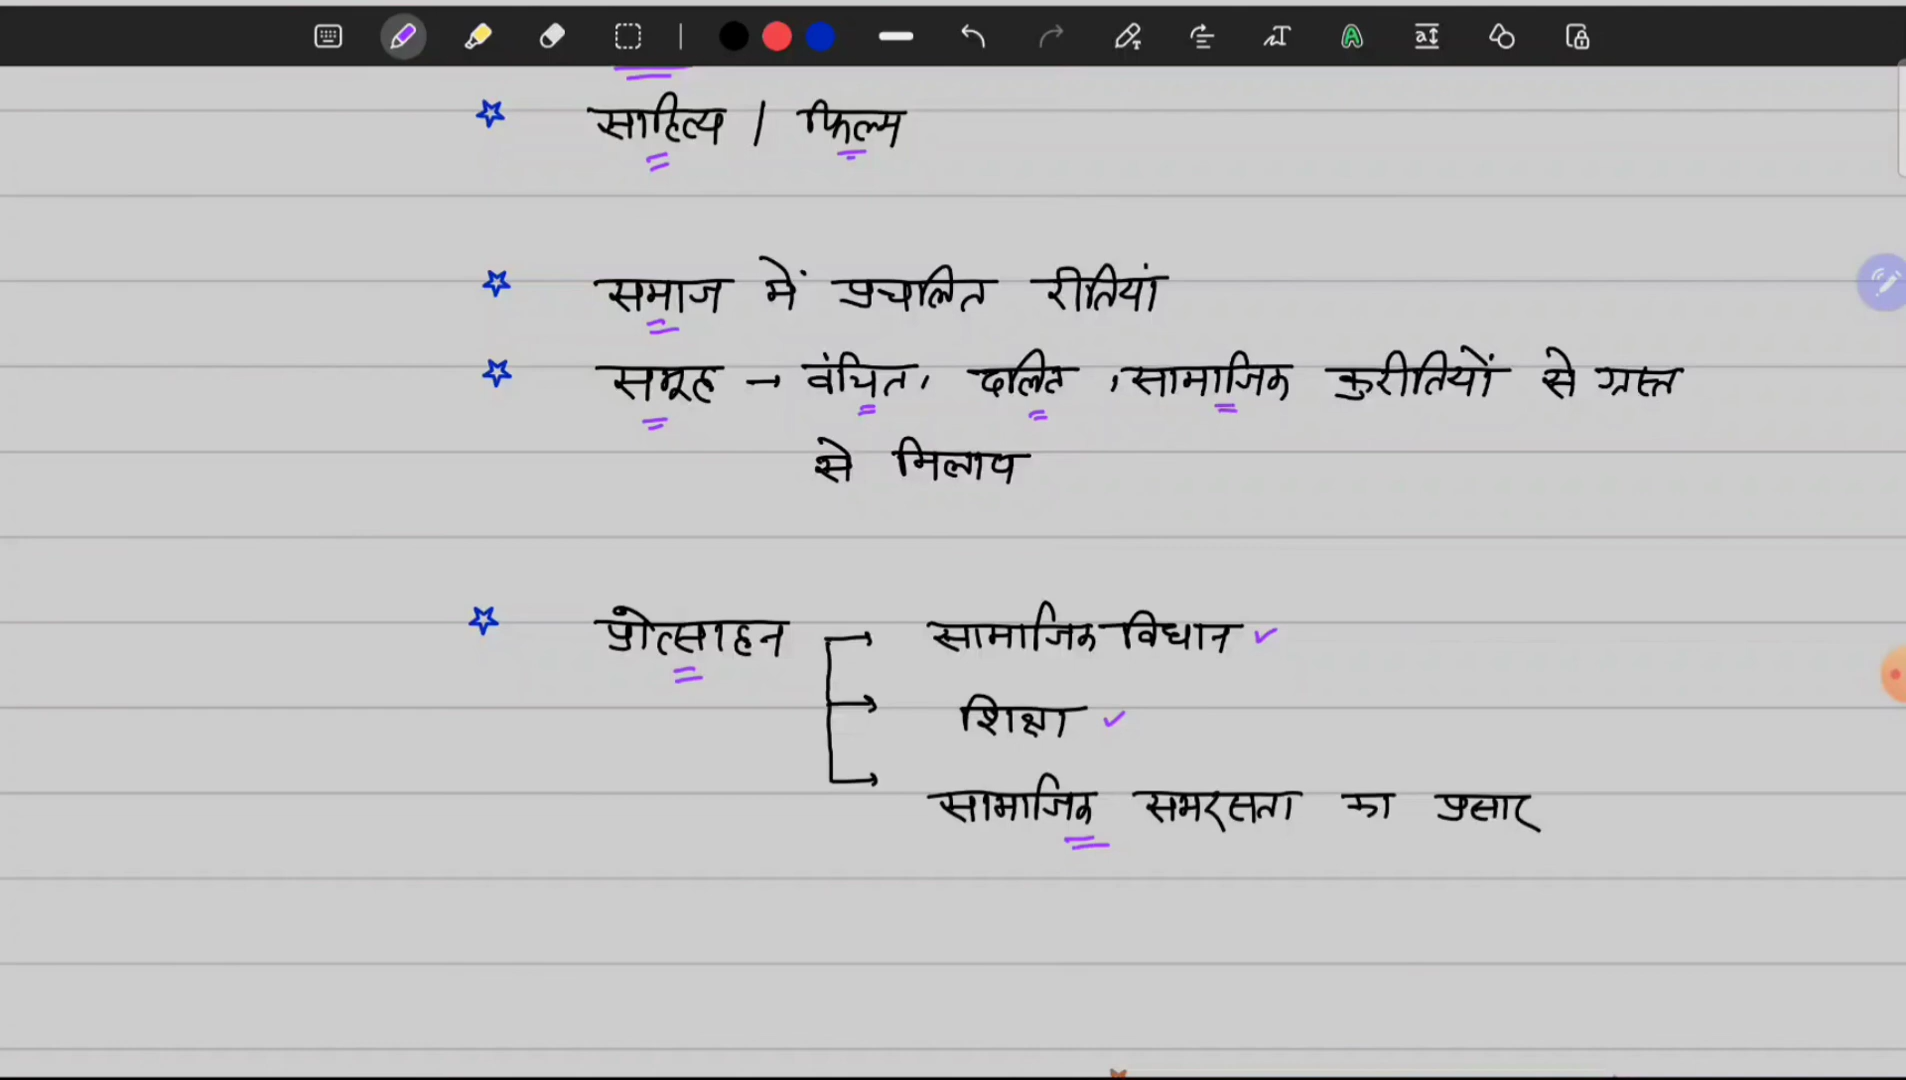 साहित्य / फिल्म
समाज में प्रचलित रीतियां
समूह → वंचित, दलित, सामाजिक कुरीतियों से ग्रस्त
से मिलाप
प्रोत्साहन → सामाजिक विधान ✓
→ शिक्षा ✓
→ सामाजिक समरसता का प्रसार